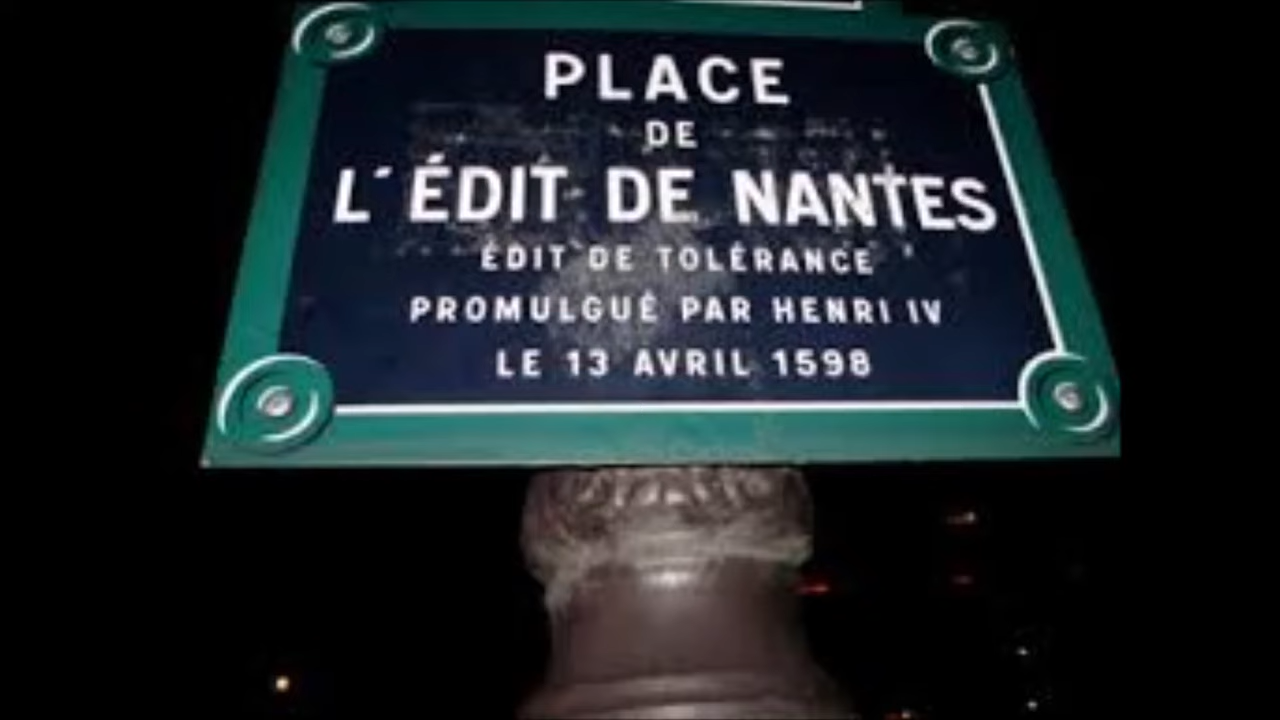 PLACE
DE
L'ÉDIT DE NANTES
ÉDIT DE TOLÉRANCE
PROMULGUÉ PAR HENRI IV
LE 13 AVRIL 1598